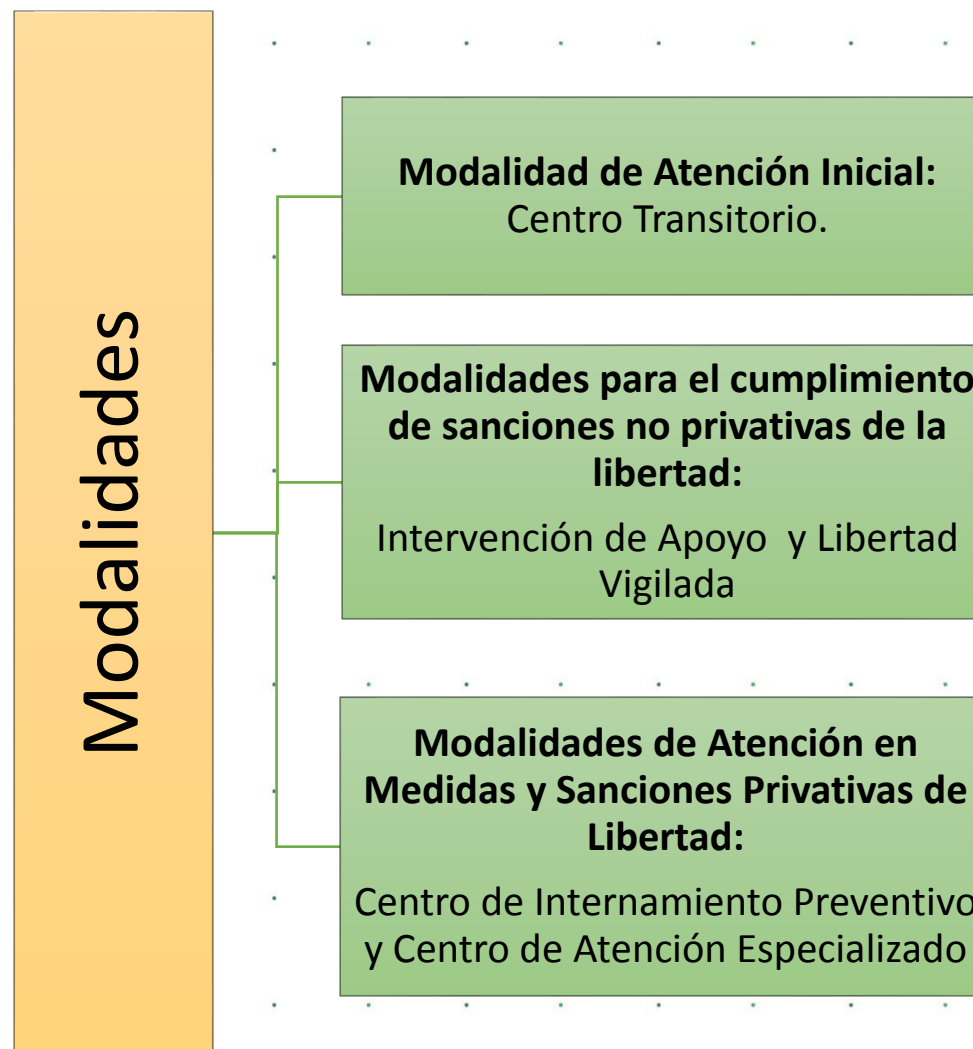 Modalidades
Modalidad de Atención Inicial:
Centro Transitorio.
Modalidades para el cumplimiento
de sanciones no privativas de la
libertad:
Intervención de Apoyo y Libertad
Vigilada
Modalidades de Atención en
Medidas y Sanciones Privativas de
Libertad:
Centro de Internamiento Preventivo
y Centro de Atención Especializado